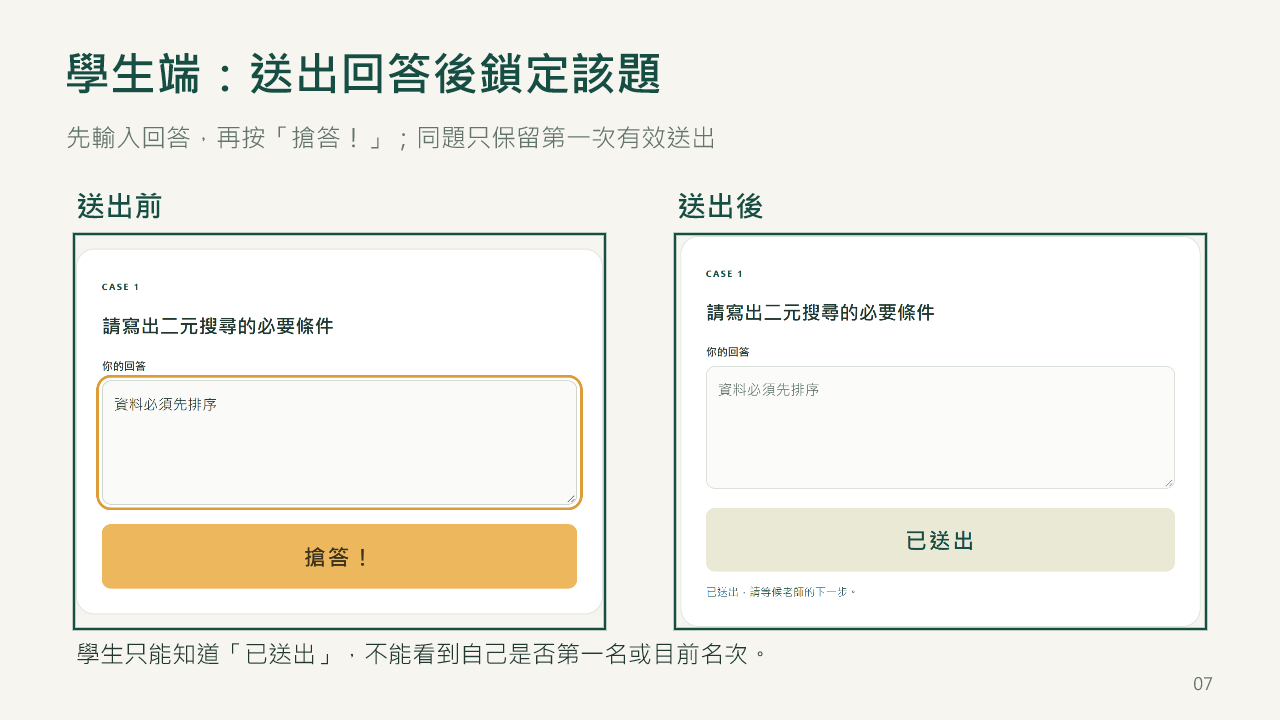 學生端：送出回答後鎖定該題
先輸入回答，再按「搶答！」；同題只保留第一次有效送出
送出前
CASE 1
請寫出二元搜尋的必要條件
你的回答
資料必須先排序
搶答！
送出後
CASE 1
請寫出二元搜尋的必要條件
你的回答
資料必須先排序
已送出
已送出，請等候老師的下一步。
學生只能知道「已送出」，不能看到自己是否第一名或目前名次。
07